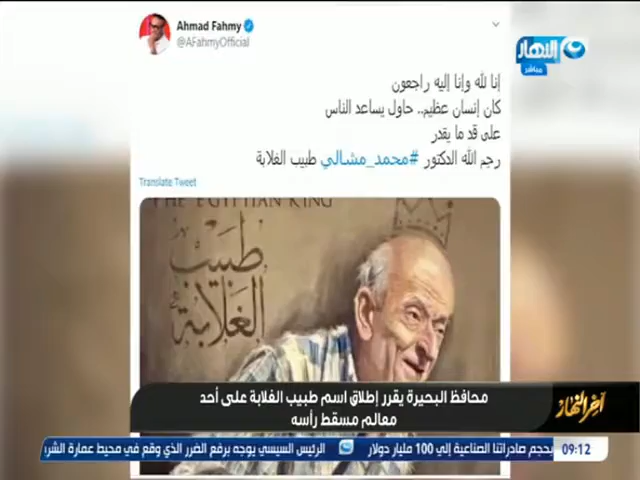 Ahmad Fahmy
@AFahmyOfficial
النهار
مباشر
إنا لله وإنا إليه راجعون
كان إنسان عظيم.. حاول يساعد الناس
على قد ما يقدر
رحم الله الدكتور #محمد_مشالي طبيب الغلابة
Translate Tweet
THE EGYPTIAN KING
طبيب
الغلابة
محافظ البحيرة يقرر إطلاق اسم طبيب الغلابة على أحد
معالم مسقط رأسه
آخر النهار
بحجم صادراتنا الصناعية إلى 100 مليار دولار
الرئيس السيسي يوجه برفع الضرر الذي وقع في محيط عمارة الشر
09:12